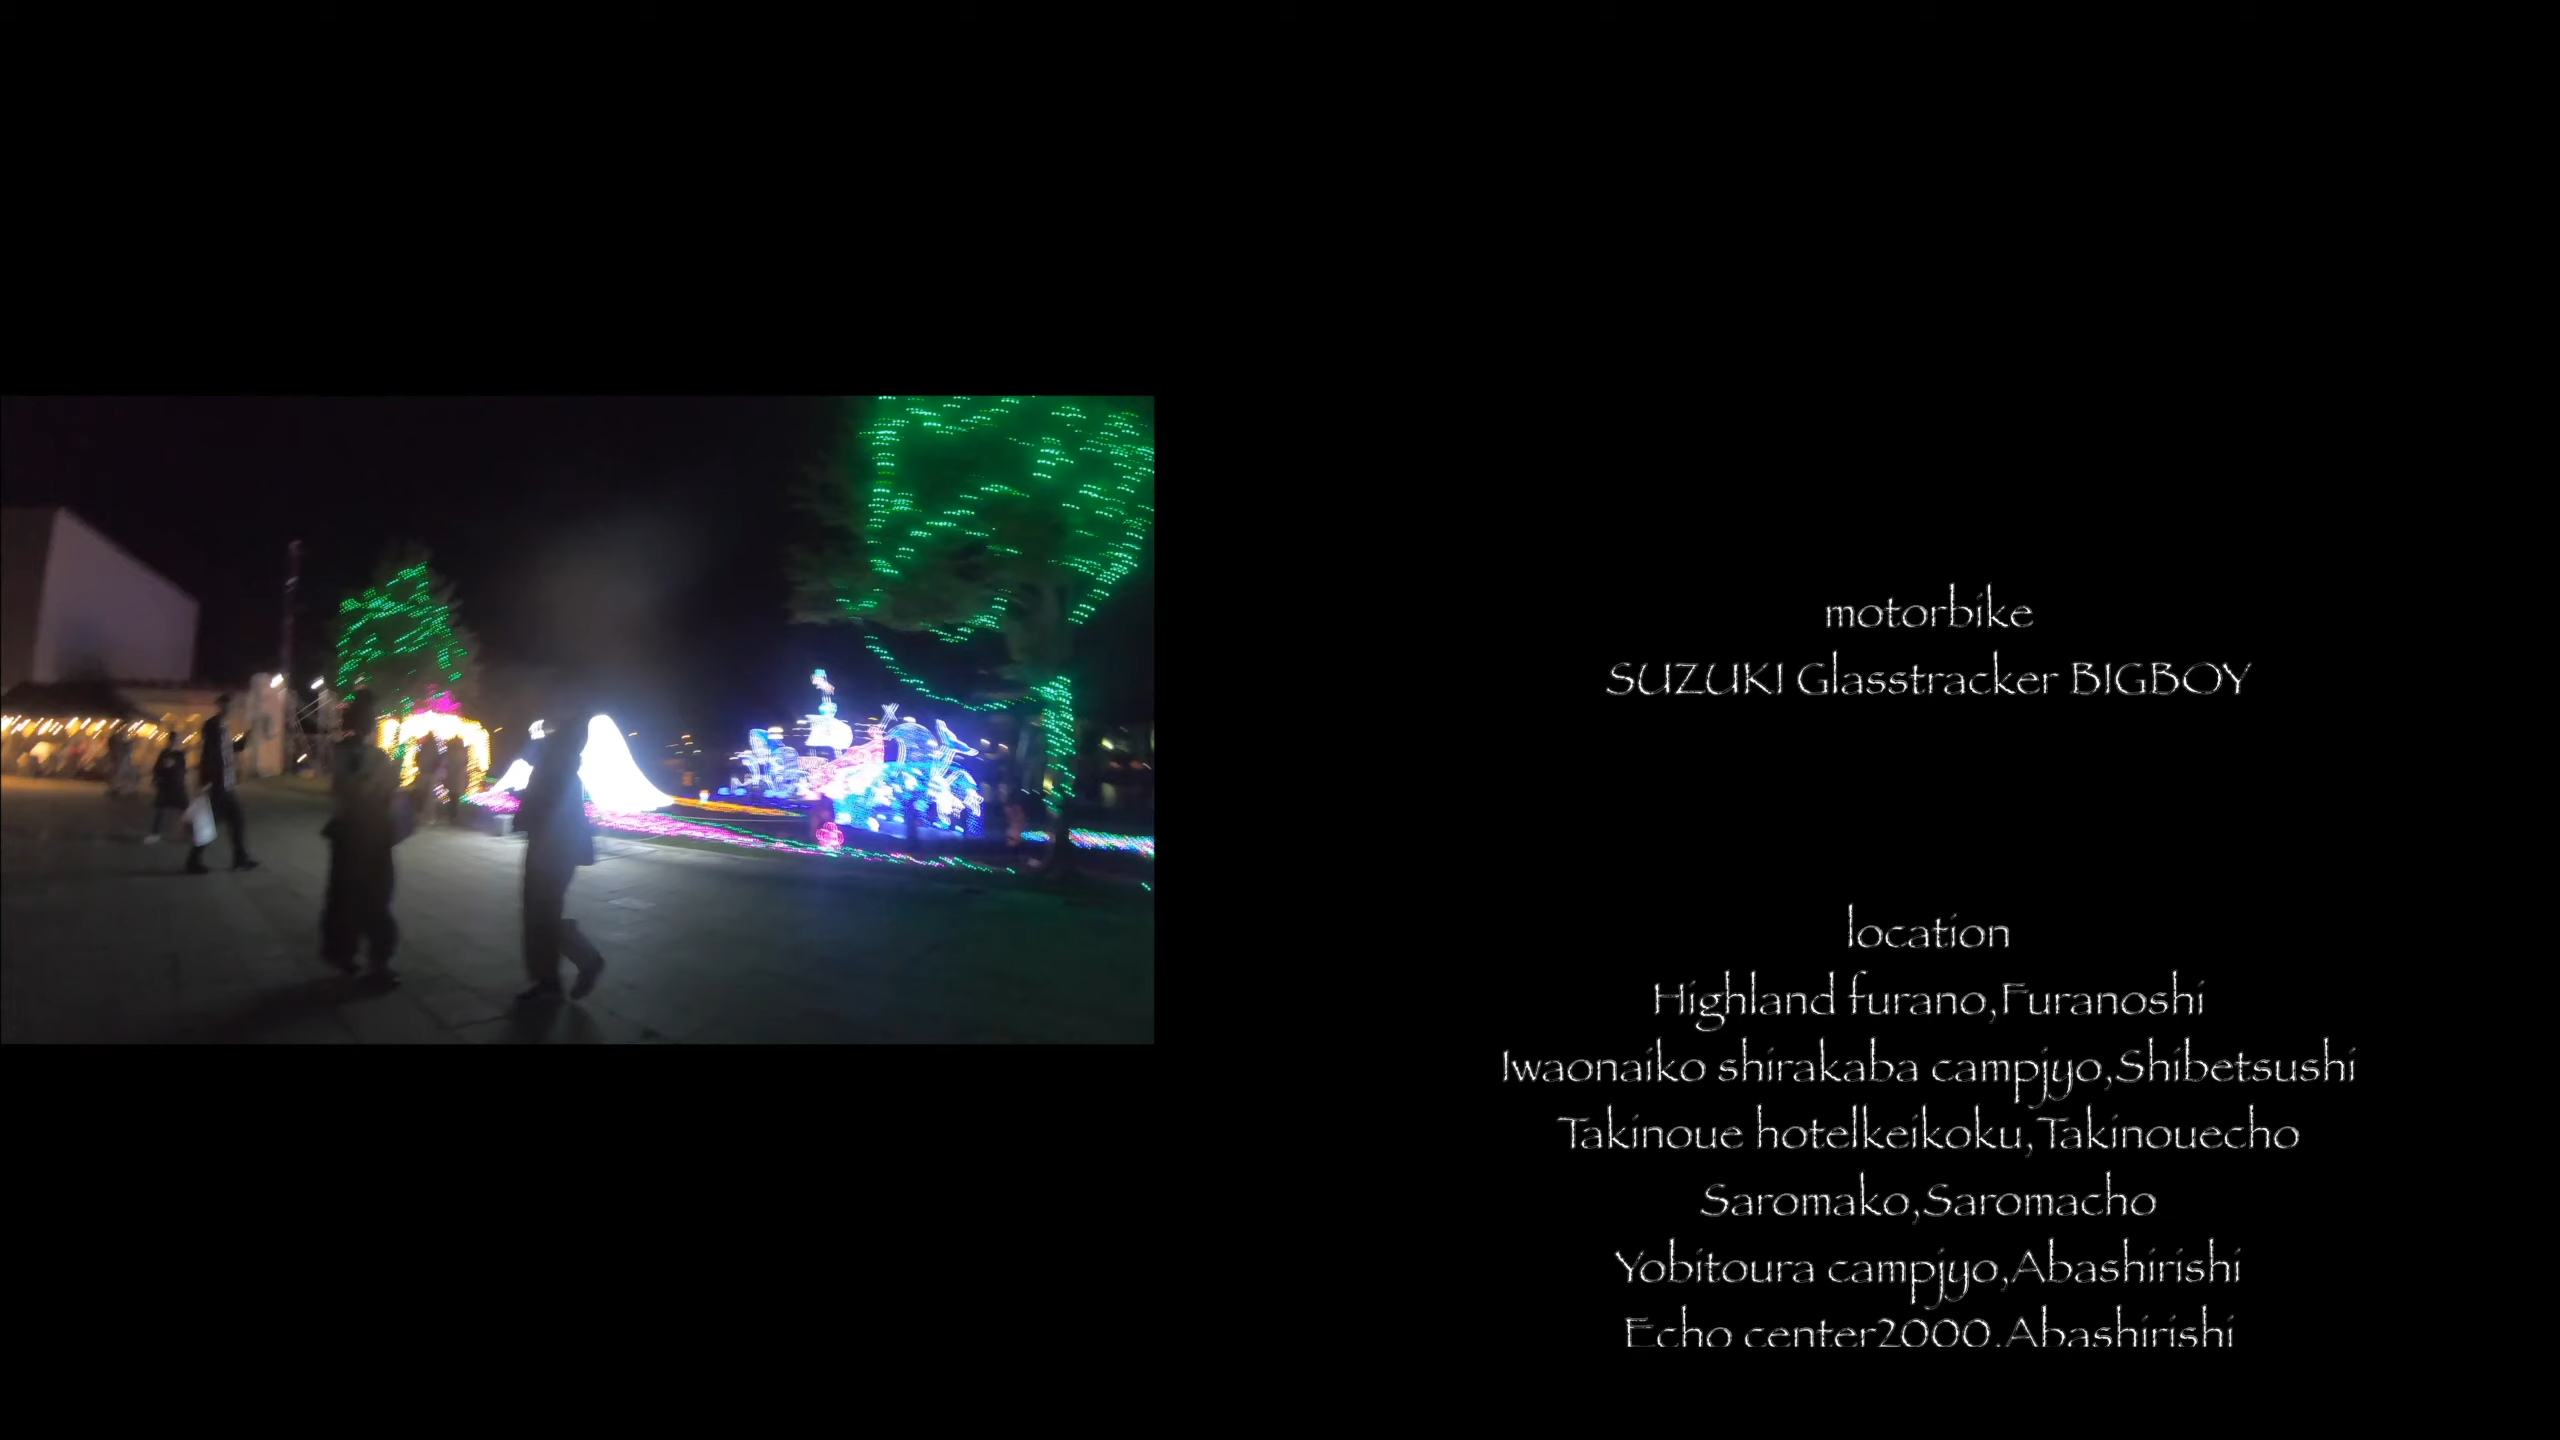 motorbike
SUZUKI Glasstracker BIGBOY
location
Highland furano,Furanoshi
Iwaonaiko shirakaba campjyo,Shibetsushi
Takinoue hotelkeikoku,Takinouecho
Saromako,Saromacho
Yobitoura campjyo,Abashirishi
Echo center2000,Abashirishi